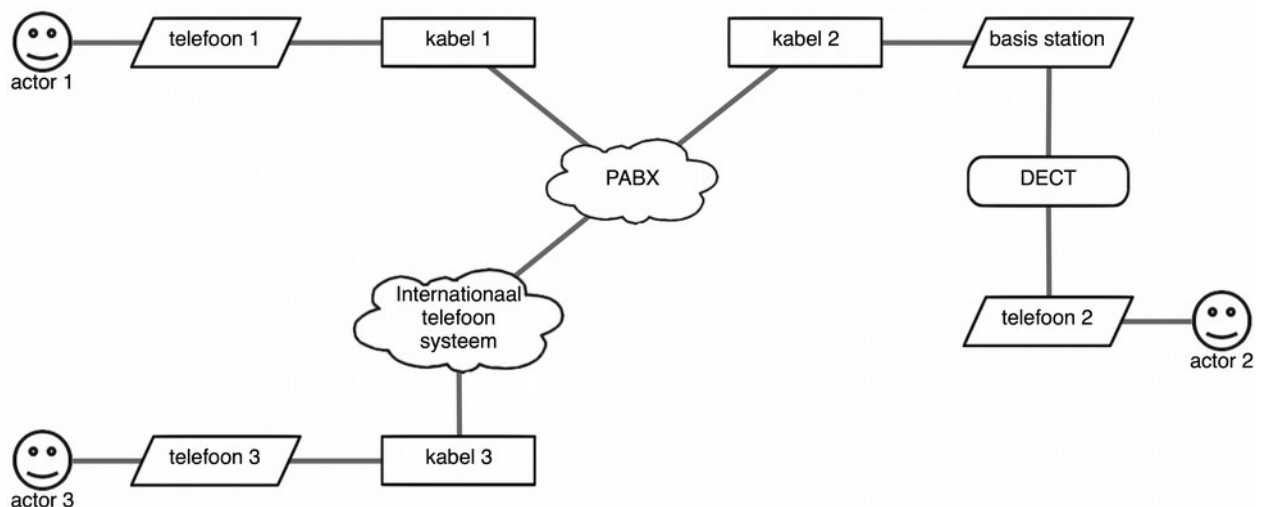 telefoon 1
kabel 1
kabel 2
basis station
actor 1
PABX
DECT
Internationaal
telefoon
systeem
telefoon 2
actor 2
telefoon 3
kabel 3
actor 3